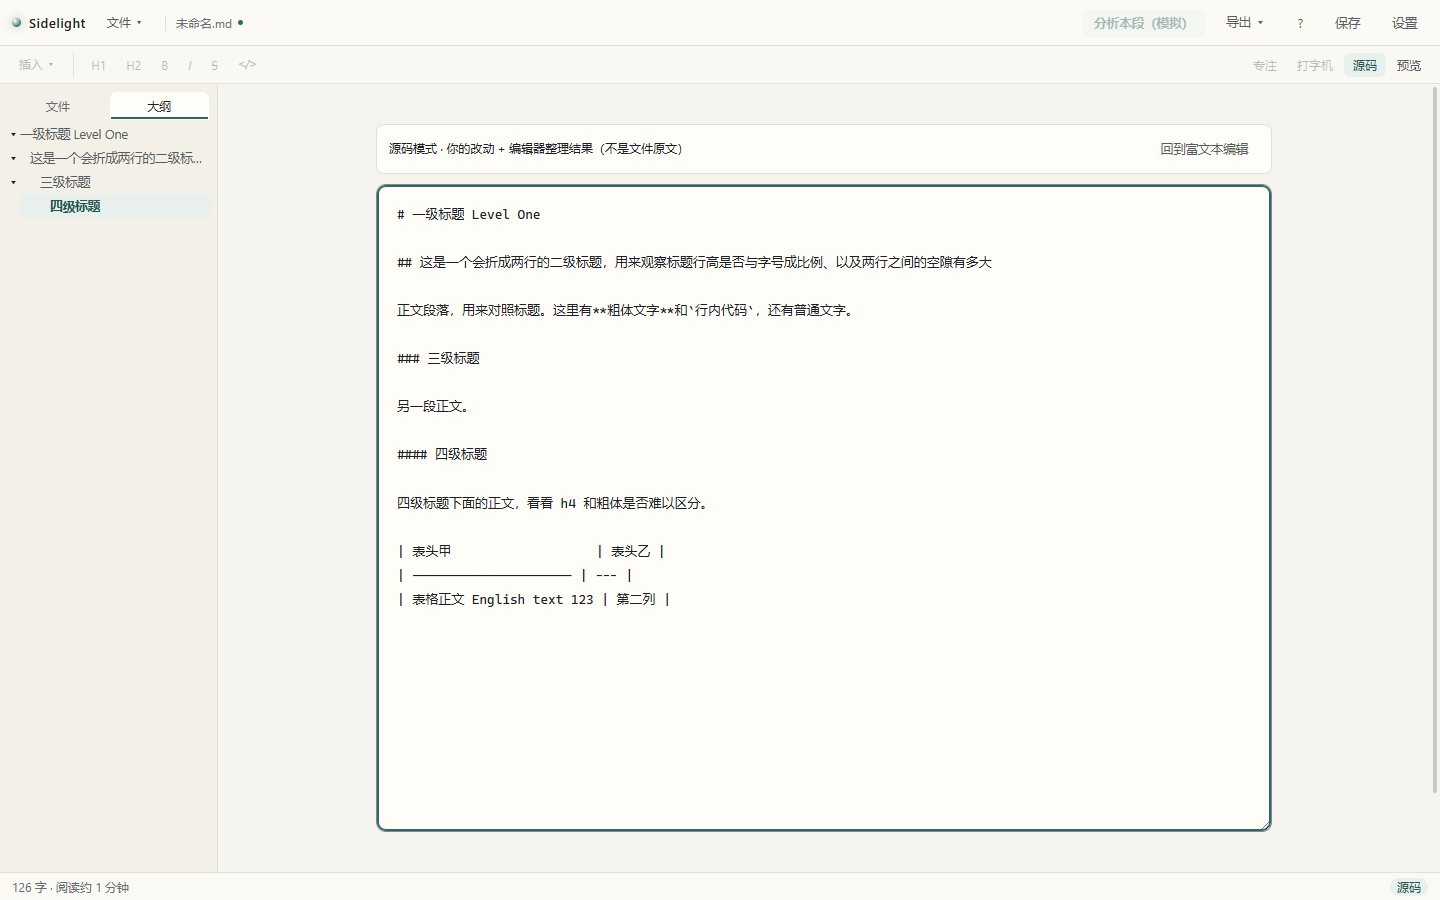 Sidelight 文件 未命名.md 分析本段（模拟） 导出 ? 保存 设置
插入 H1 H2 B I S </> 专注 打字机 源码 预览
文件 大纲
一级标题 Level One
这是一个会折成两行的二级标...
三级标题
四级标题
源码模式 · 你的改动 + 编辑器整理结果（不是文件原文） 回到富文本编辑
# 一级标题 Level One
## 这是一个会折成两行的二级标题，用来观察标题行高是否与字号成比例、以及两行之间的空隙有多大
正文段落，用来对照标题。这里有**粗体文字**和`行内代码`，还有普通文字。
### 三级标题
另一段正文。
#### 四级标题
四级标题下面的正文，看看 h4 和粗体是否难以区分。
| 表头甲                   | 表头乙 |
| --------------------- | --- |
| 表格正文 English text 123 | 第二列 |
126 字 · 阅读约 1 分钟 源码